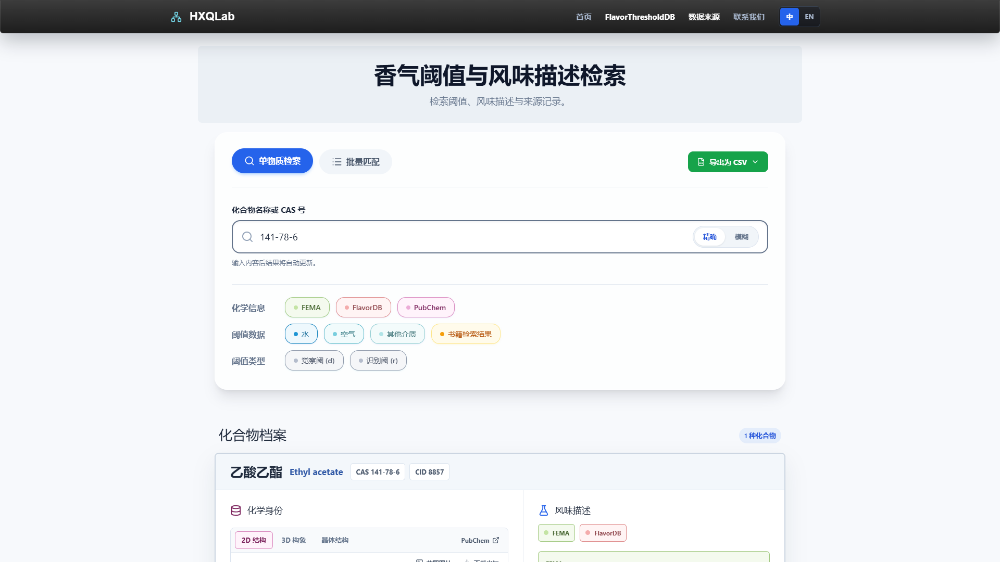 HXQLab
首页 FlavorThresholdDB 数据来源 联系我们 中 EN
香气阈值与风味描述检索
检索阈值、风味描述与来源记录。
单物质检索 批量匹配 导出为 CSV
化合物名称或 CAS 号
141-78-6 精确 模糊
输入内容后结果将自动更新。
化学信息 FEMA FlavorDB PubChem
阈值数据 水 空气 其他介质 书籍检索结果
阈值类型 觉察阈 (d) 识别阈 (r)
化合物档案 1 种化合物
乙酸乙酯 Ethyl acetate CAS 141-78-6 CID 8857
化学身份
2D 结构 3D 构象 晶体结构 PubChem
风味描述
FEMA FlavorDB